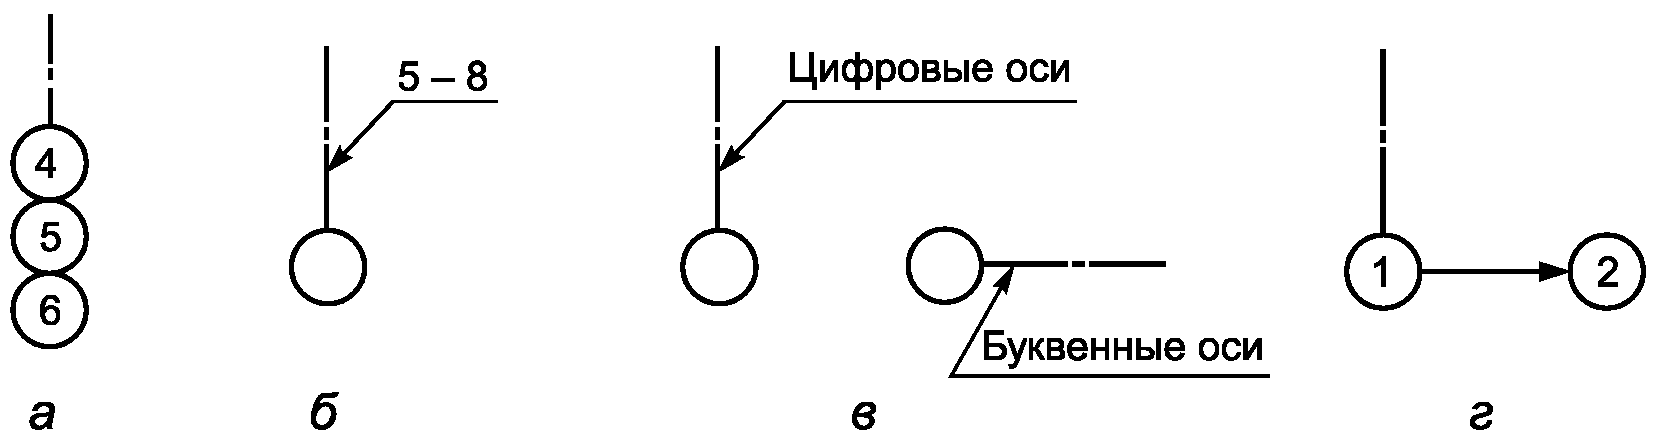 4
5
6
5 – 8
Цифровые оси
Буквенные оси
1
2
а
б
в
г